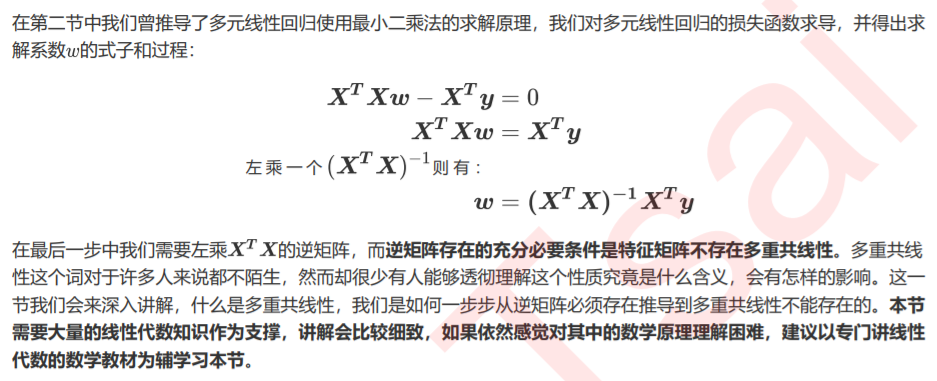 在第二节中我们曾推导了多元线性回归使用最小二乘法的求解原理，我们对多元线性回归的损失函数求导，并得出求
解系数w的式子和过程：
XᵀXw − Xᵀy = 0
XᵀXw = Xᵀy
左乘一个(XᵀX)⁻¹则有：
w = (XᵀX)⁻¹Xᵀy
在最后一步中我们需要左乘XᵀX的逆矩阵，而逆矩阵存在的充分必要条件是特征矩阵不存在多重共线性。多重共线
性这个词对于许多人来说都不陌生，然而却很少有人能够透彻理解这个性质究竟是什么含义，会有怎样的影响。这一
节我们会来深入讲解，什么是多重共线性，我们是如何一步步从逆矩阵必须存在推导到多重共线性不能存在的。本节
需要大量的线性代数知识作为支撑，讲解会比较细致，如果依然感觉对其中的数学原理理解困难，建议以专门讲线性
代数的数学教材为辅学习本节。
Tsai